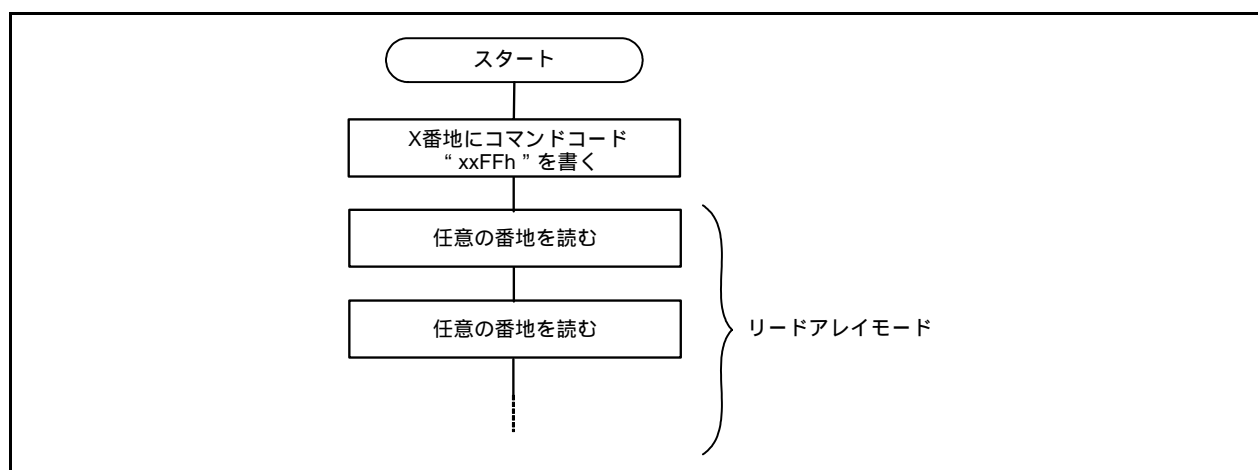 スタート
X番地にコマンドコード
“ xxFFh ” を書く
任意の番地を読む
任意の番地を読む
リードアレイモード